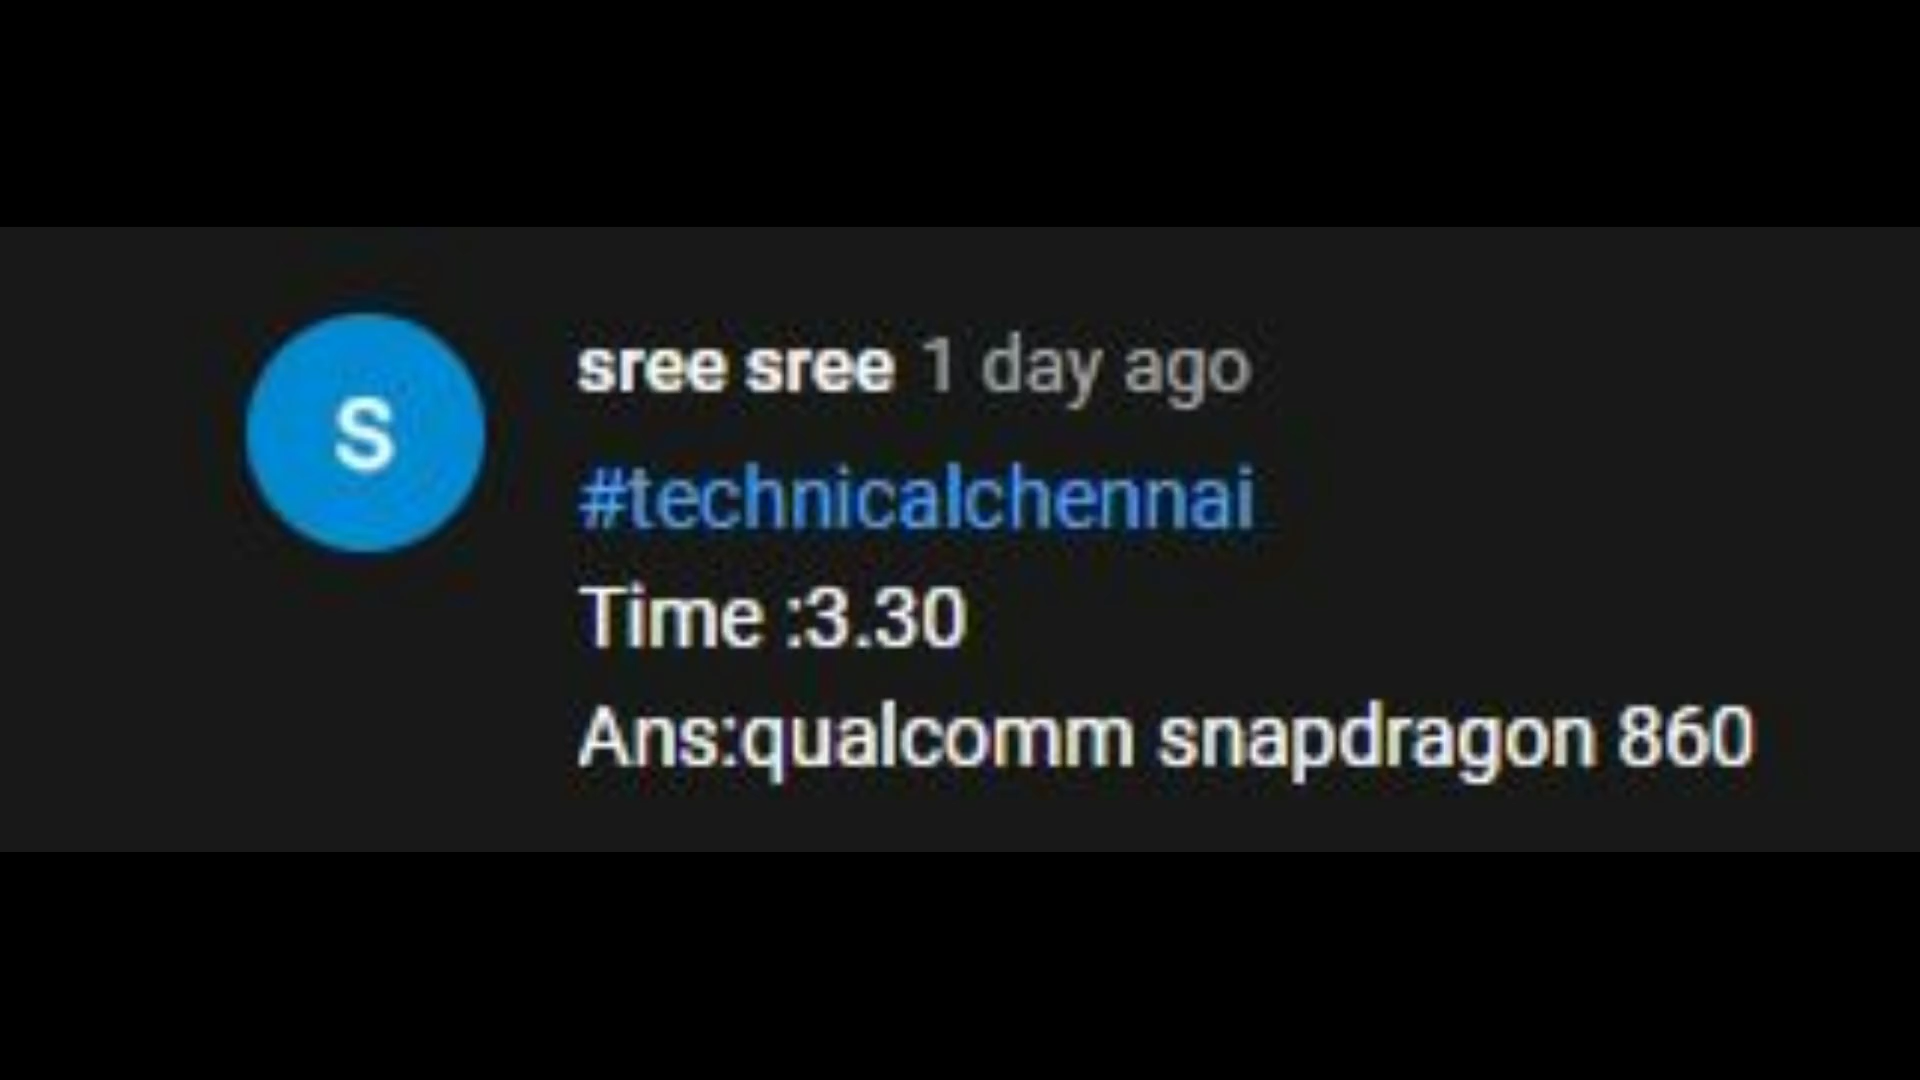 S
sree sree 1 day ago
#technicalchennai
Time :3.30
Ans:qualcomm snapdragon 860